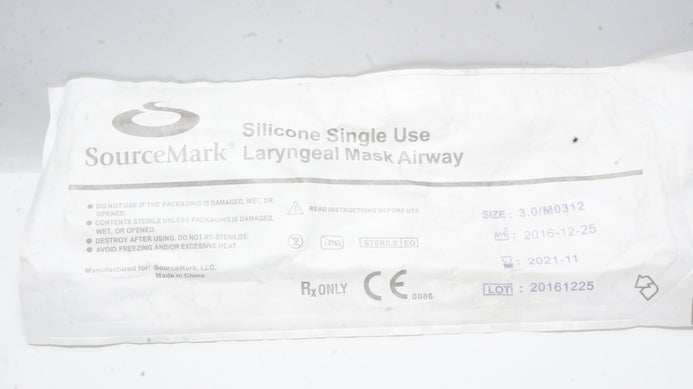 SourceMark®
Silicone Single Use
Laryngeal Mask Airway
● DO NOT USE IF THE PACKAGING IS DAMAGED, WET, OR
OPENED.
● CONTENTS STERILE UNLESS PACKAGING IS DAMAGED,
WET, OR OPENED.
● DESTROY AFTER USING. DO NOT RE-STERILIZE.
● AVOID FREEZING AND/OR EXCESSIVE HEAT.
Manufactured for: SourceMark, LLC.
Made in China
READ INSTRUCTIONS BEFORE USE
2
STERILE EO
Rx ONLY
CE 0086
SIZE : 3.0/M0312
: 2016-12-25
: 2021-11
LOT : 20161225